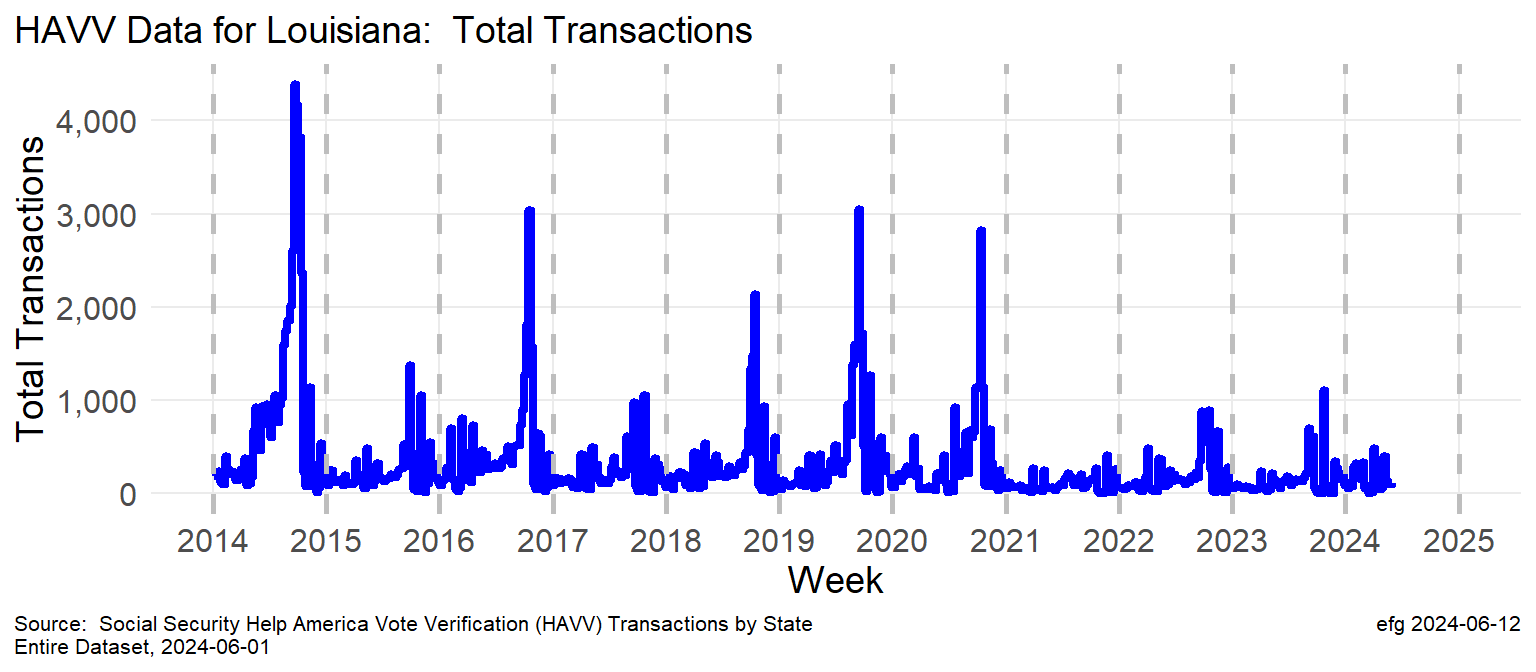 HAVV Data for Louisiana:  Total Transactions
Total Transactions
4,000
3,000
2,000
1,000
0
2014 2015 2016 2017 2018 2019 2020 2021 2022 2023 2024 2025
Week
Source:  Social Security Help America Vote Verification (HAVV) Transactions by State
Entire Dataset, 2024-06-01
efg 2024-06-12